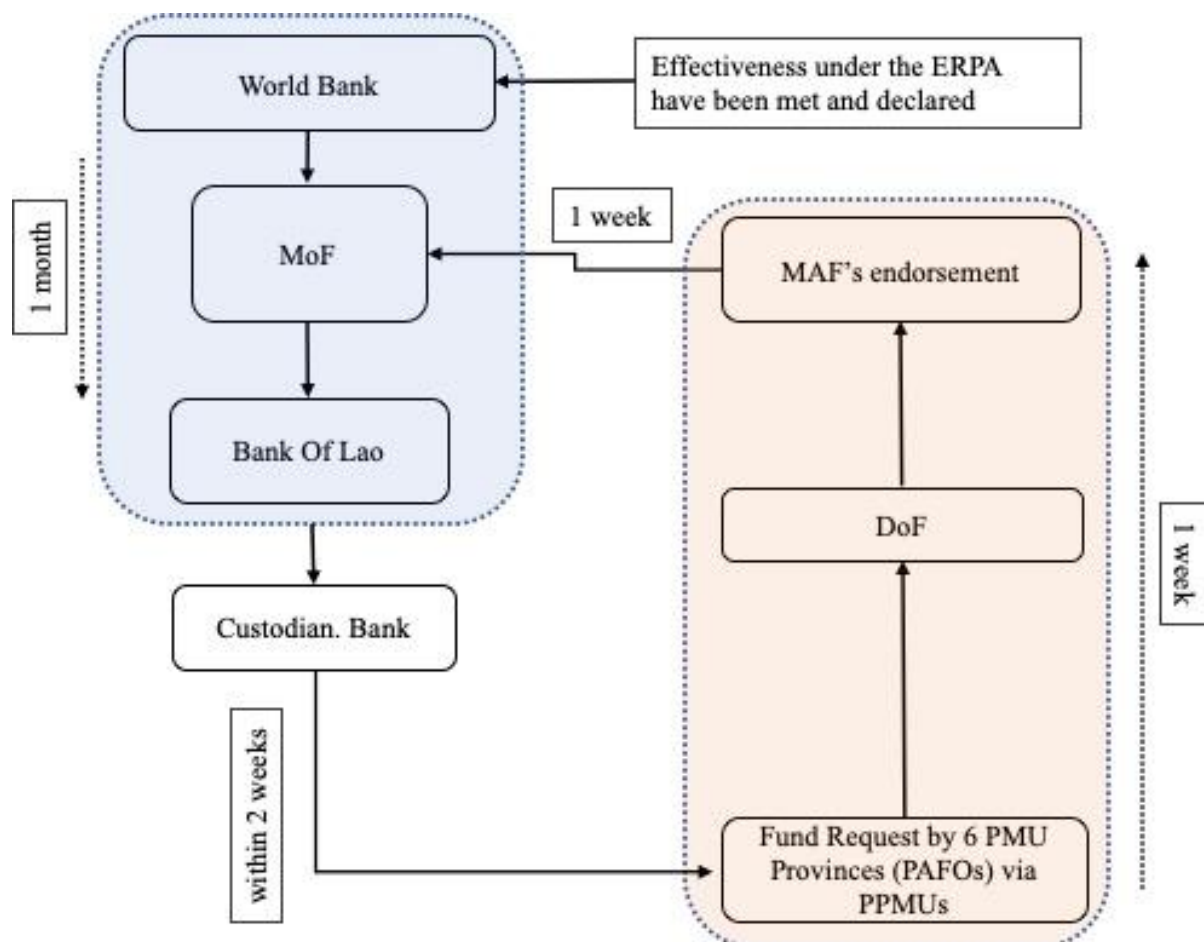 World Bank
Effectiveness under the ERPA
have been met and declared
1 month
MoF
1 week
MAF's endorsement
Bank Of Lao
DoF
1 week
Custodian. Bank
within 2 weeks
Fund Request by 6 PMU
Provinces (PAFOs) via
PPMUs